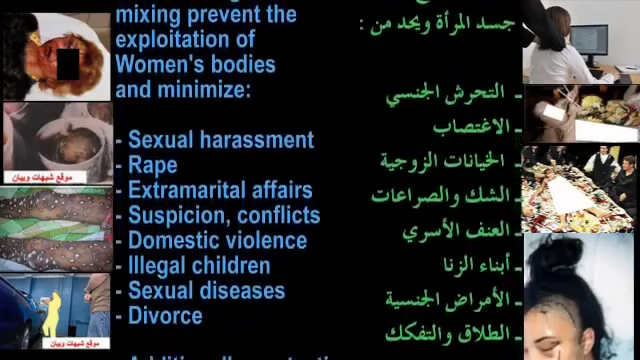 mixing prevent the
exploitation of
Women's bodies
and minimize:
- Sexual harassment
- Rape
- Extramarital affairs
- Suspicion, conflicts
- Domestic violence
- Illegal children
- Sexual diseases
- Divorce
جسد المرأة ويحد من :
ـ التحرش الجنسي
ـ الاغتصاب
ـ الخيانات الزوجية
ـ الشك والصراعات
ـ العنف الأسري
ـ أبناء الزنا
ـ الأمراض الجنسية
ـ الطلاق والتفكك
موقع شبهات وبيان
موقع شبهات وبيان